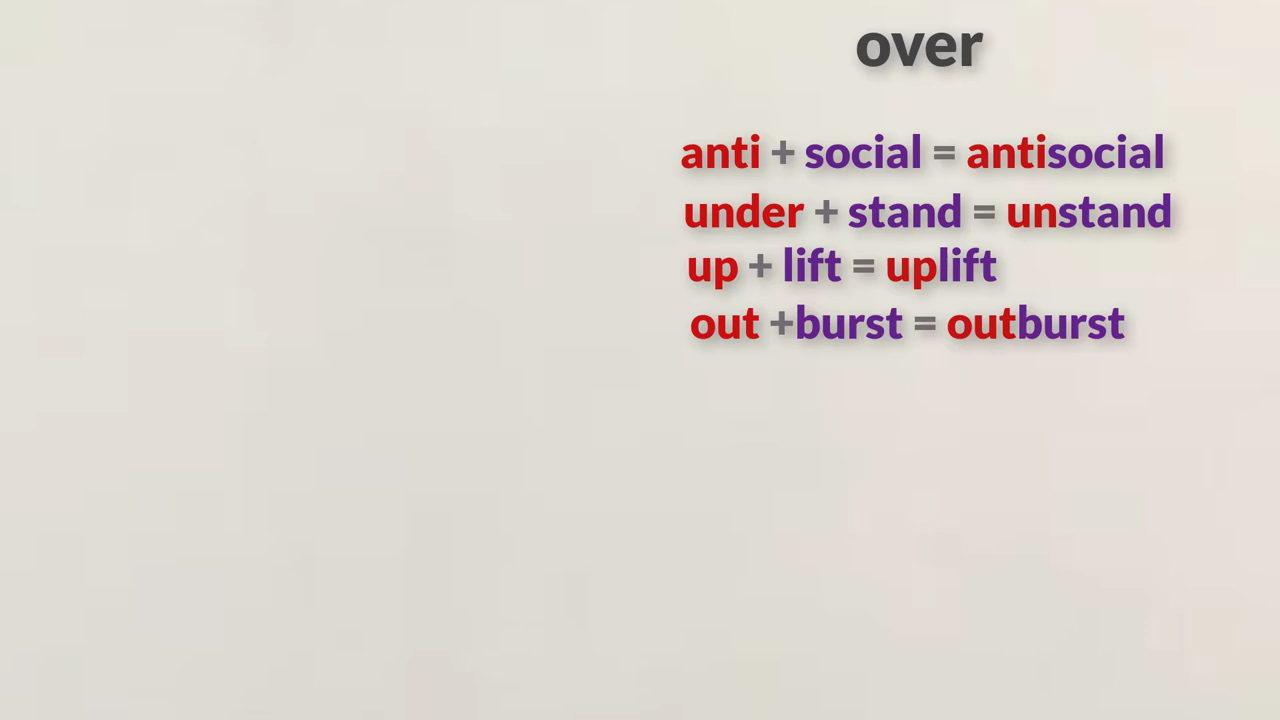 over
anti + social = antisocial
under + stand = unstand
up + lift = uplift
out +burst = outburst